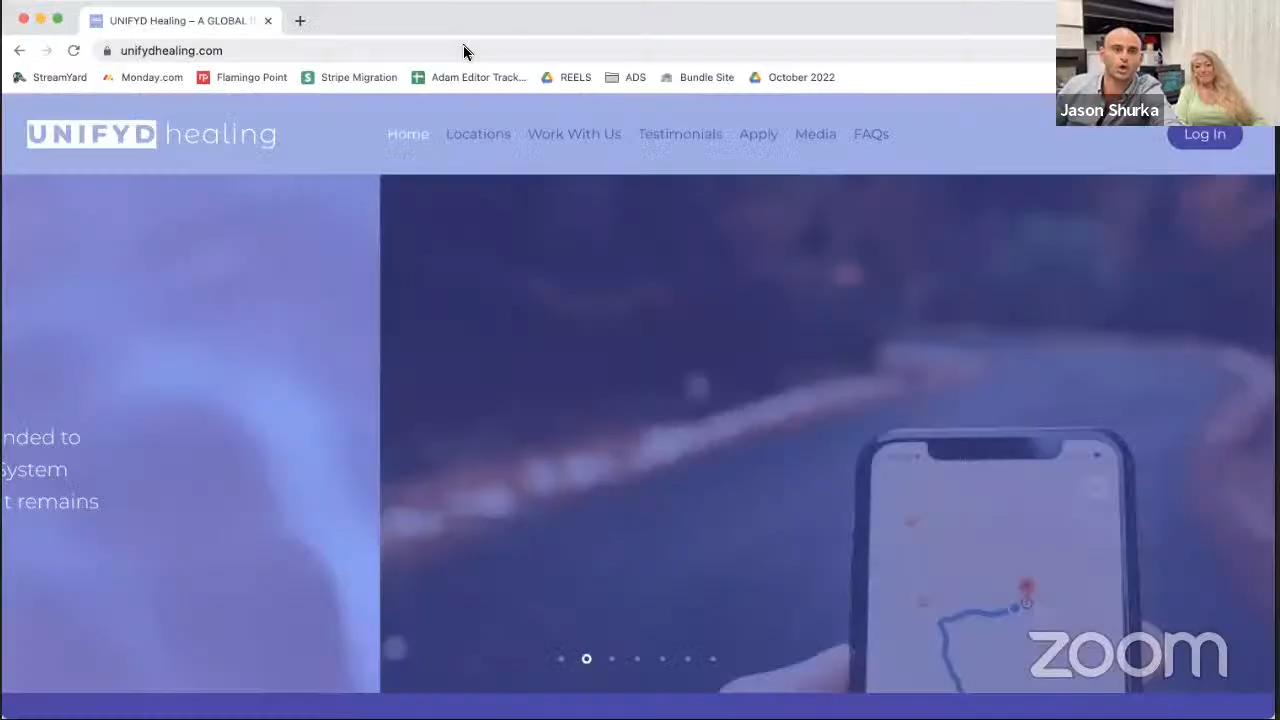 UNIFYD Healing – A GLOBAL
unifydhealing.com
StreamYard Monday.com Flamingo Point Stripe Migration Adam Editor Track... REELS ADS Bundle Site October 2022
Jason Shurka
UNIFYD healing Home Locations Work With Us Testimonials Apply Media FAQs Log In
nded to
System
t remains
zoom